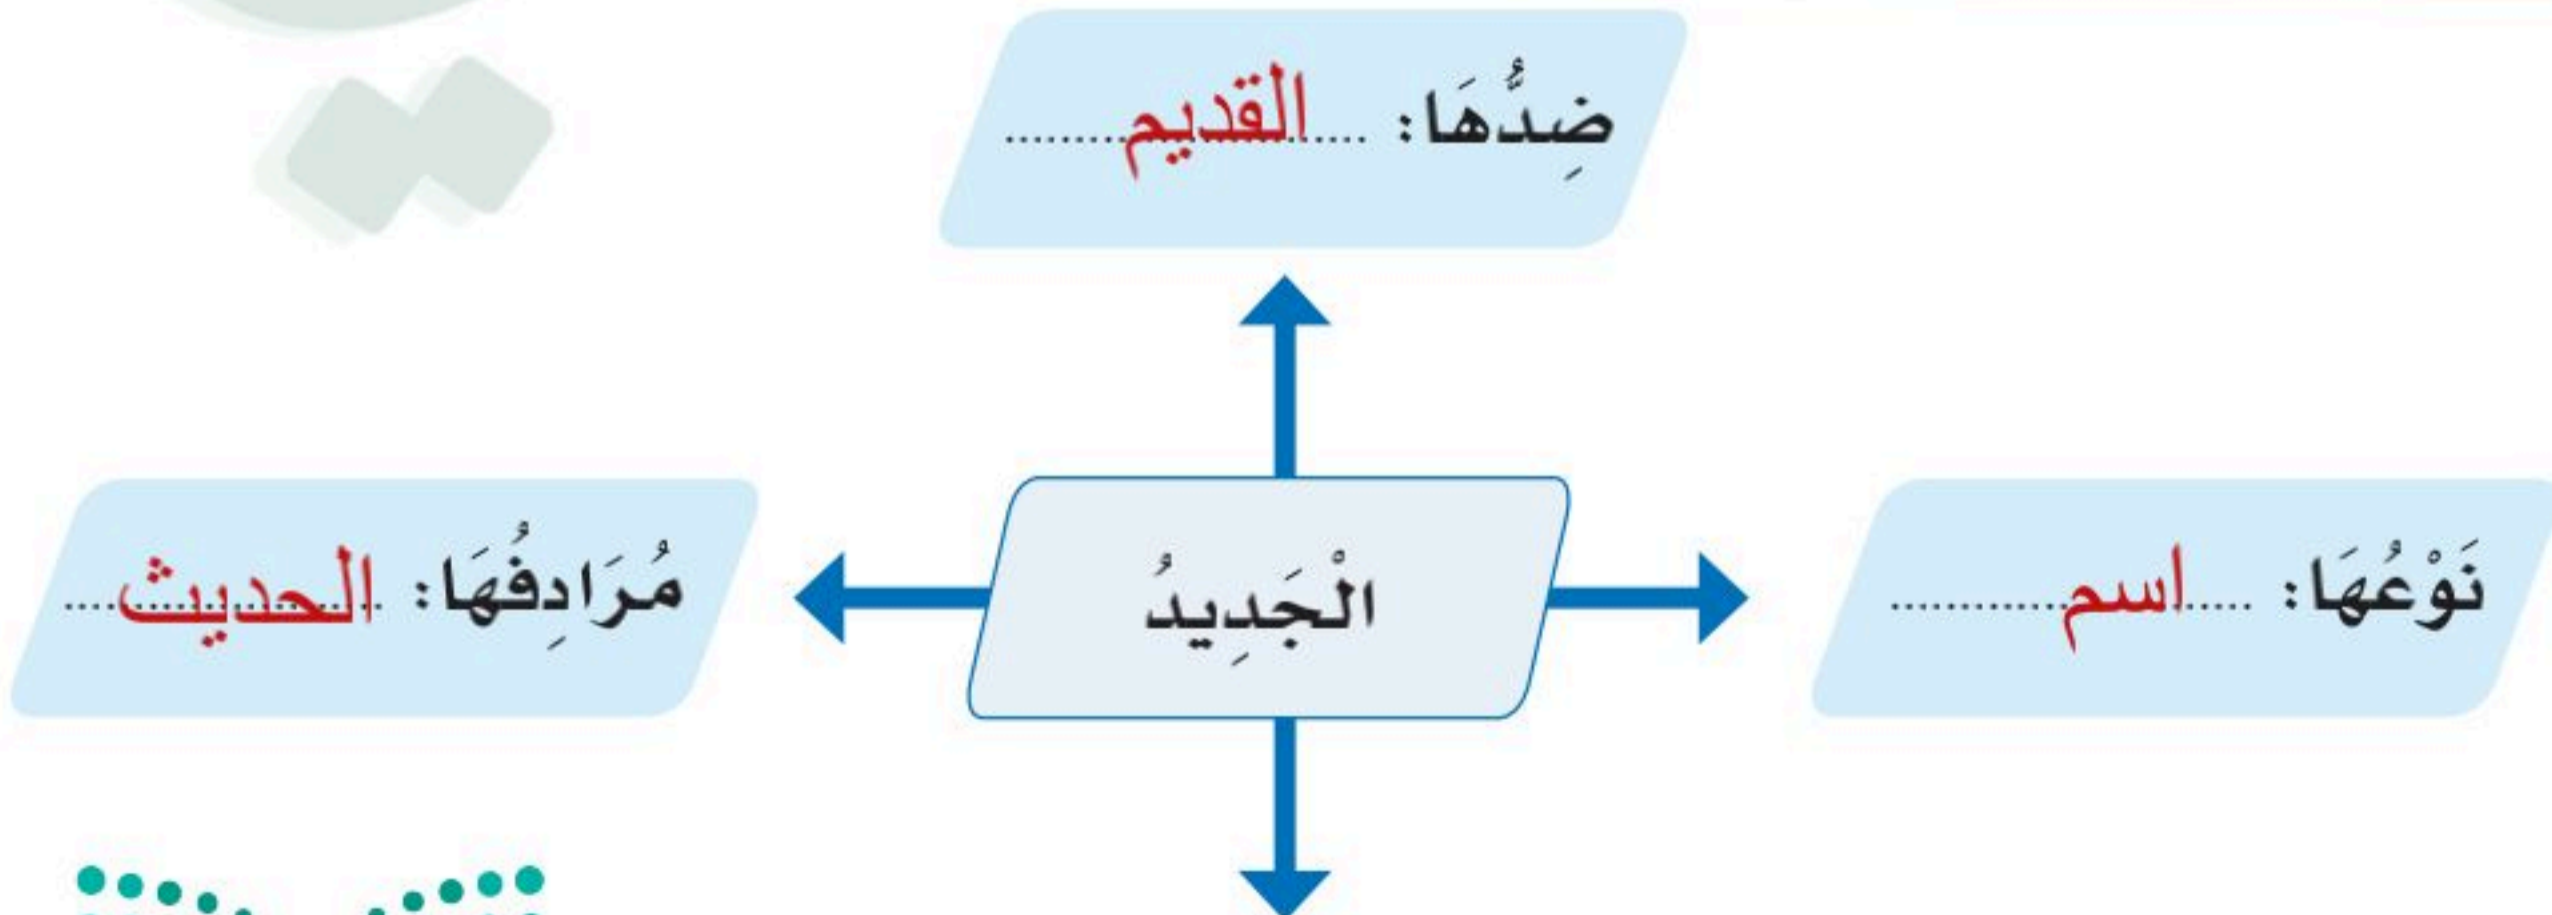 ضِدُّهَا: القديم
نَوْعُهَا: اسم
الْجَدِيدُ
مُرَادِفُهَا: الحديث